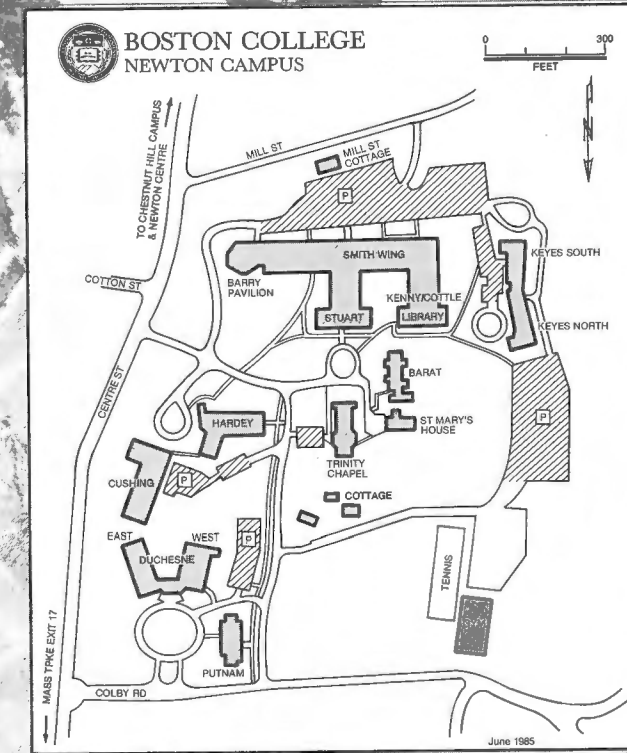 BOSTON COLLEGE
NEWTON CAMPUS
0 300
FEET
N
TO CHESTNUT HILL CAMPUS
& NEWTON CENTRE
MILL ST
MILL ST
COTTAGE
P
SMITH WING
KEYES SOUTH
BARRY
PAVILION
COTTON ST
KENNY/COTTLE
STUART
LIBRARY
KEYES NORTH
CENTRE ST
BARAT
HARDEY
ST MARY'S
HOUSE
P
TRINITY
CHAPEL
CUSHING
P
COTTAGE
EAST
WEST
DUCHESNE
P
TENNIS
MASS TPKE EXIT 17
PUTNAM
COLBY RD
June 1985